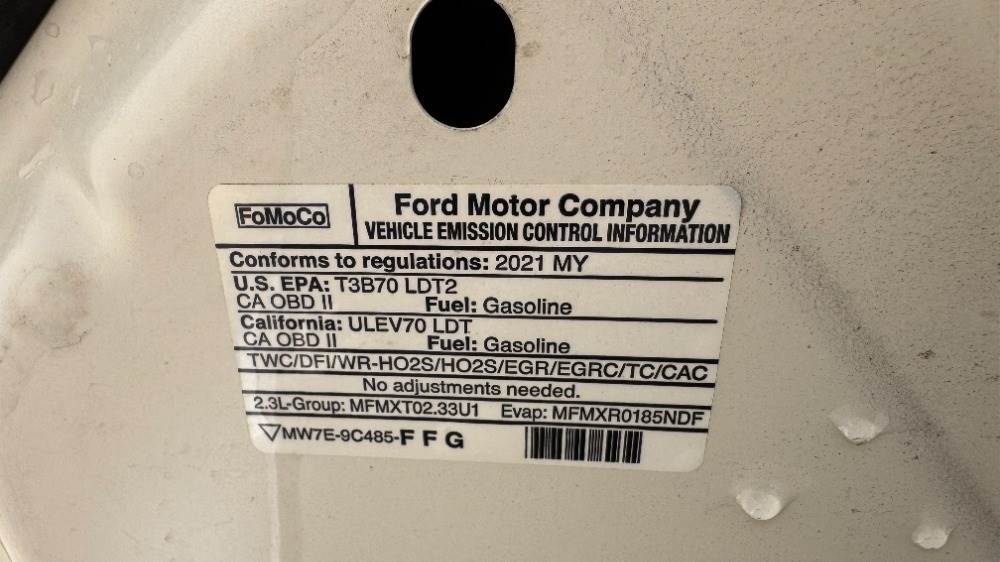 FoMoCo
Ford Motor Company
VEHICLE EMISSION CONTROL INFORMATION
Conforms to regulations: 2021 MY
U.S. EPA: T3B70 LDT2
CA OBD II Fuel: Gasoline
California: ULEV70 LDT
CA OBD II Fuel: Gasoline
TWC/DFI/WR-HO2S/HO2S/EGR/EGRC/TC/CAC
No adjustments needed.
2.3L-Group: MFMXT02.33U1 Evap: MFMXR0185NDF
MW7E-9C485-F F G